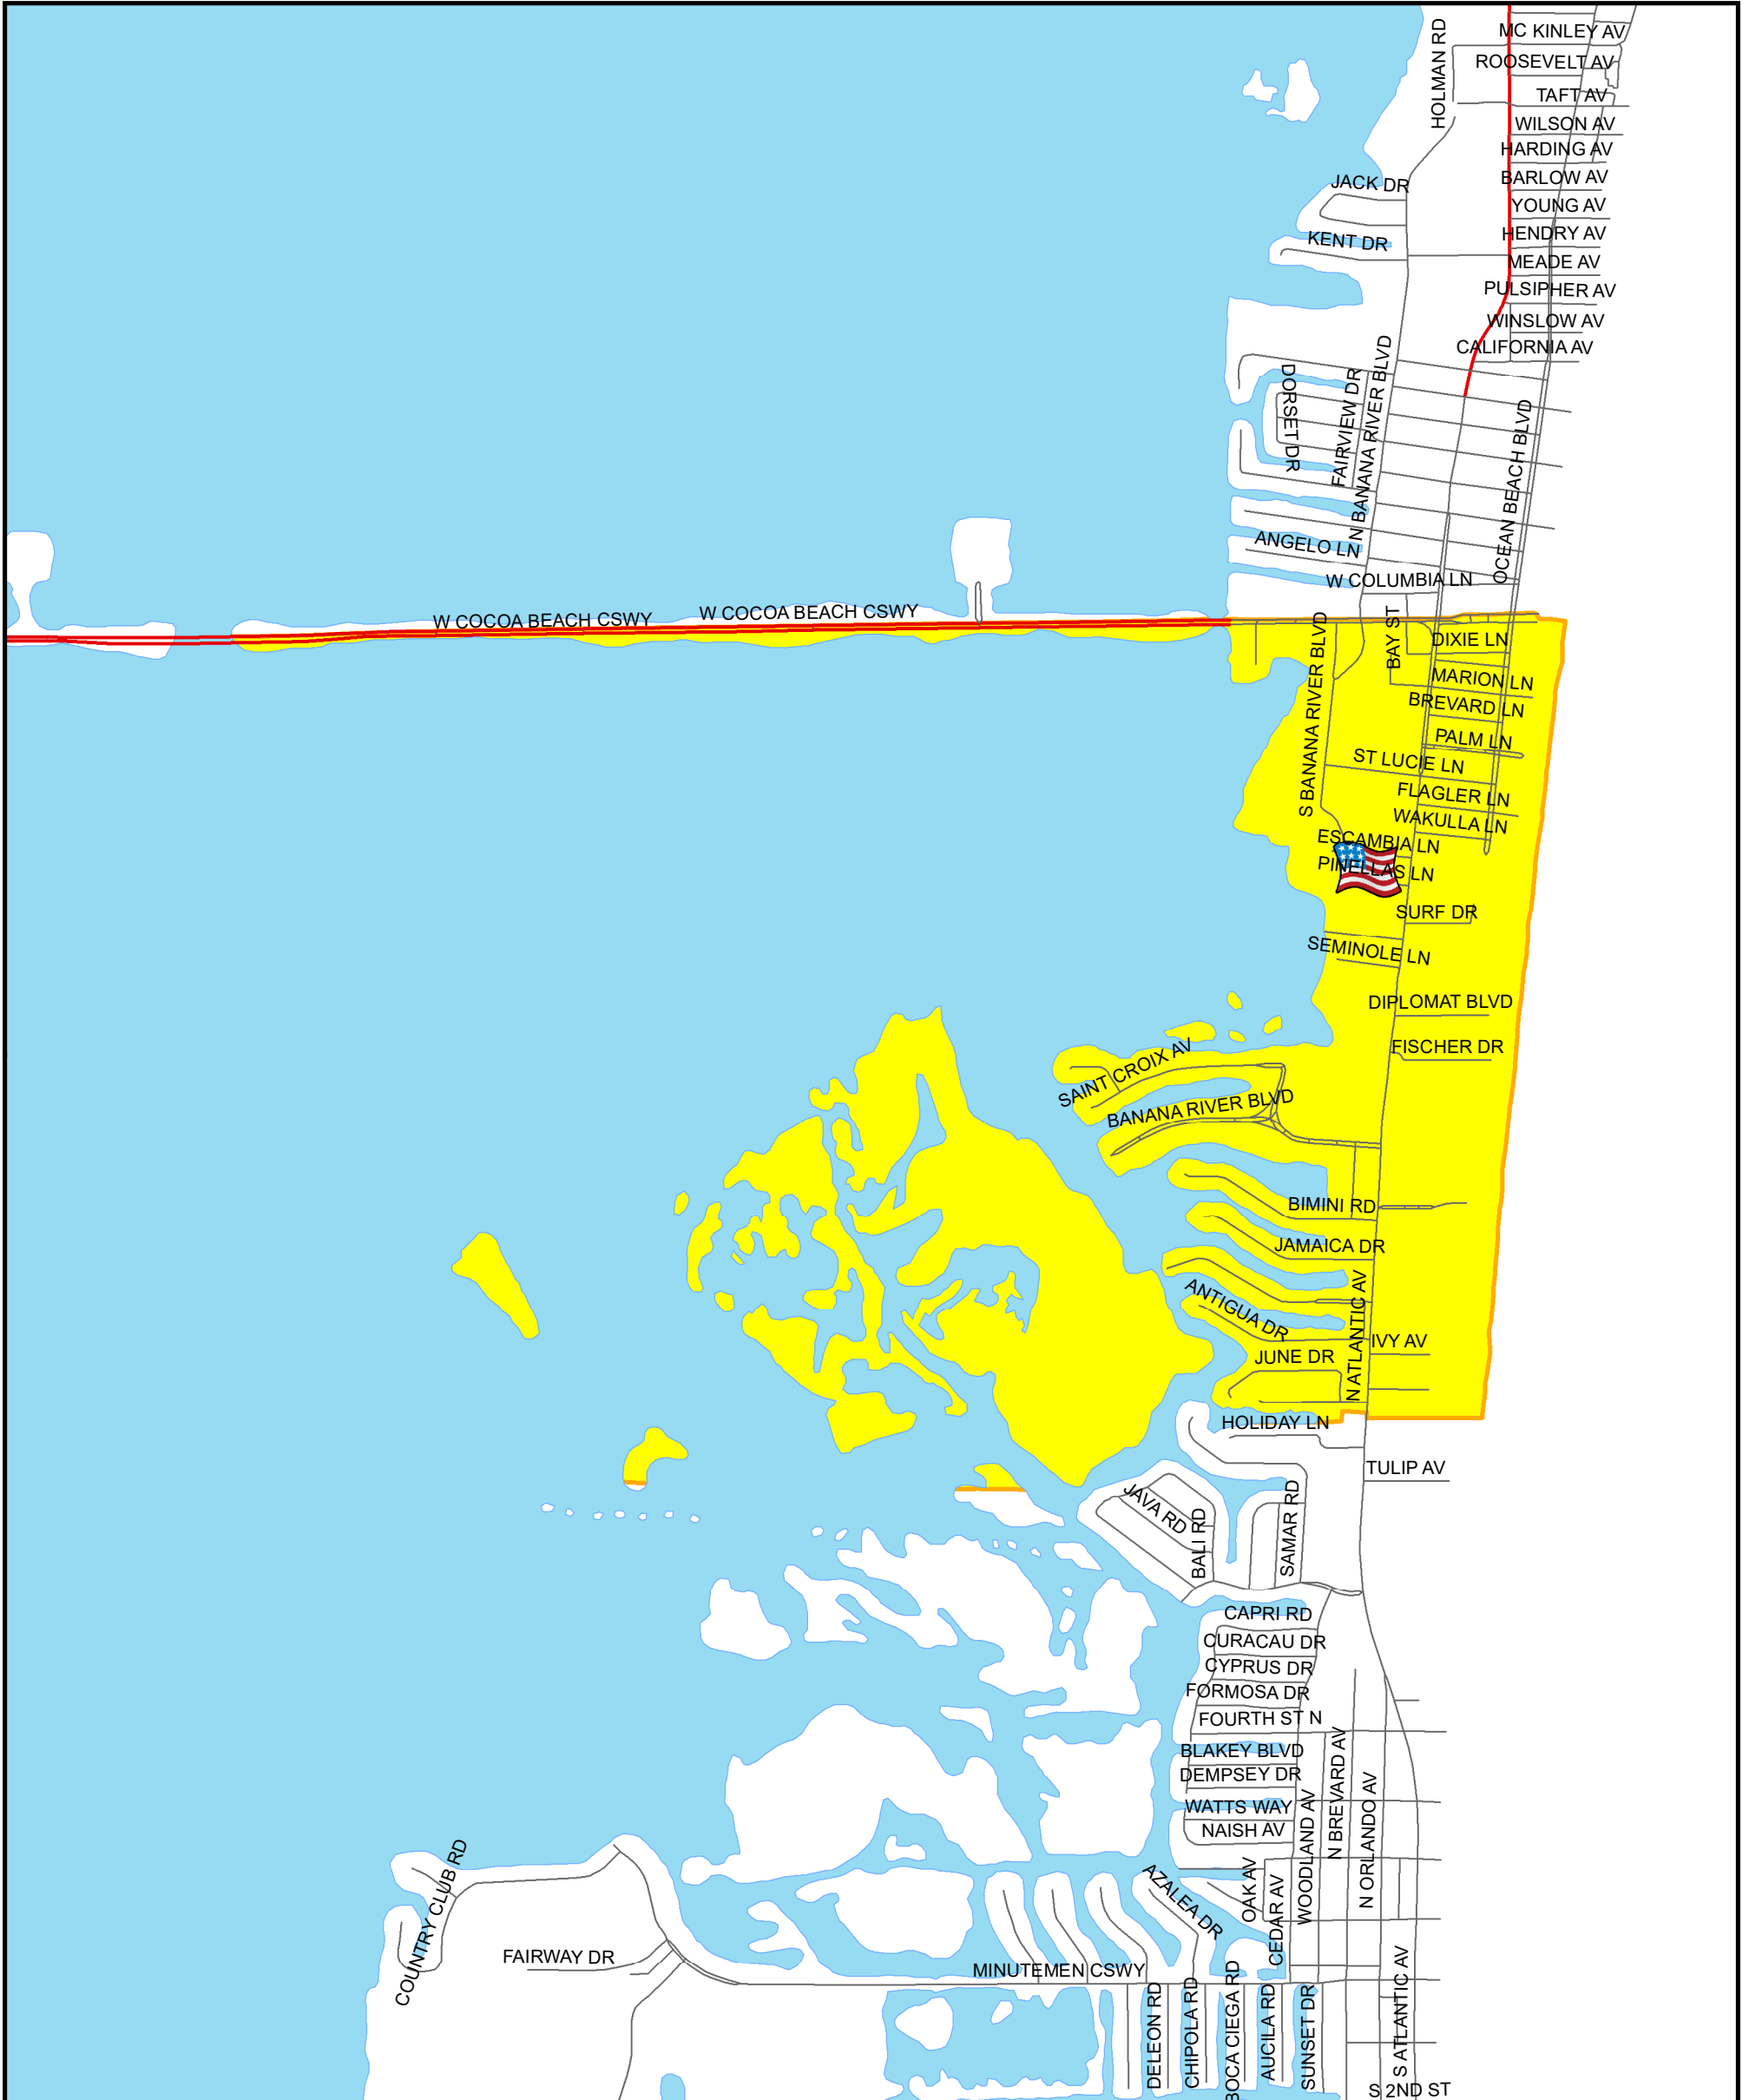 HOLMAN RD
MC KINLEY AV
ROOSEVELT AV
TAFT AV
WILSON AV
HARDING AV
BARLOW AV
JACK DR
YOUNG AV
KENT DR
HENDRY AV
MEADE AV
PULSIPHER AV
WINSLOW AV
CALIFORNIA AV
DORSET DR
FAIRVIEW DR
N BANANA RIVER BLVD
OCEAN BEACH BLVD
ANGELO LN
W COLUMBIA LN
W COCOA BEACH CSWY
W COCOA BEACH CSWY
S BANANA RIVER BLVD
BAY ST
DIXIE LN
MARION LN
BREVARD LN
PALM LN
ST LUCIE LN
FLAGLER LN
WAKULLA LN
ESCAMBIA LN
PINELLAS LN
SURF DR
SEMINOLE LN
DIPLOMAT BLVD
FISCHER DR
SAINT CROIX AV
BANANA RIVER BLVD
BIMINI RD
JAMAICA DR
ANTIGUA DR
N ATLANTIC AV
IVY AV
JUNE DR
HOLIDAY LN
TULIP AV
JAVA RD
BALI RD
SAMAR RD
CAPRI RD
CURACAU DR
CYPRUS DR
FORMOSA DR
FOURTH ST N
BLAKEY BLVD
DEMPSEY DR
WATTS WAY
NAISH AV
WOODLAND AV
N BREVARD AV
N ORLANDO AV
COUNTRY CLUB RD
FAIRWAY DR
AZALEA DR
OAK AV
CEDAR AV
MINUTEMEN CSWY
DELEON RD
CHIPOLA RD
BOCA CIEGA RD
AUCILA RD
SUNSET DR
S ATLANTIC AV
S 2ND ST